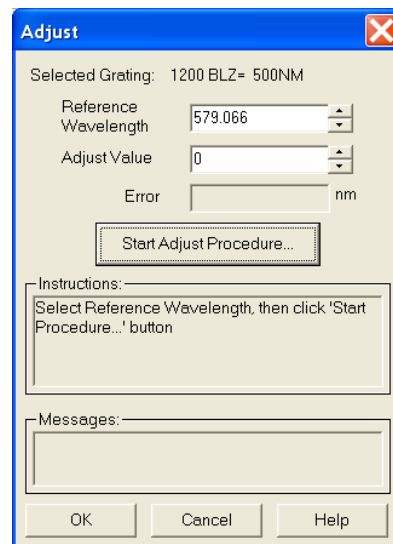 Adjust
Selected Grating: 1200 BLZ= 500NM
Reference
Wavelength
579.066
Adjust Value
0
Error
nm
Start Adjust Procedure...
Instructions:
Select Reference Wavelength, then click 'Start
Procedure...' button
Messages:
OK Cancel Help